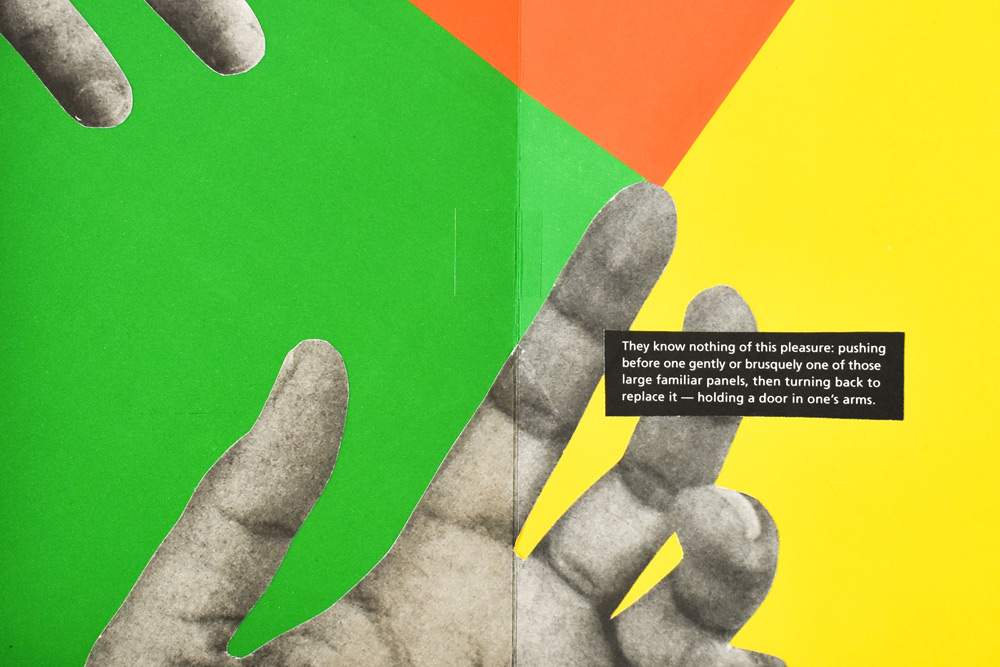 They know nothing of this pleasure: pushing
before one gently or brusquely one of those
large familiar panels, then turning back to
replace it — holding a door in one's arms.